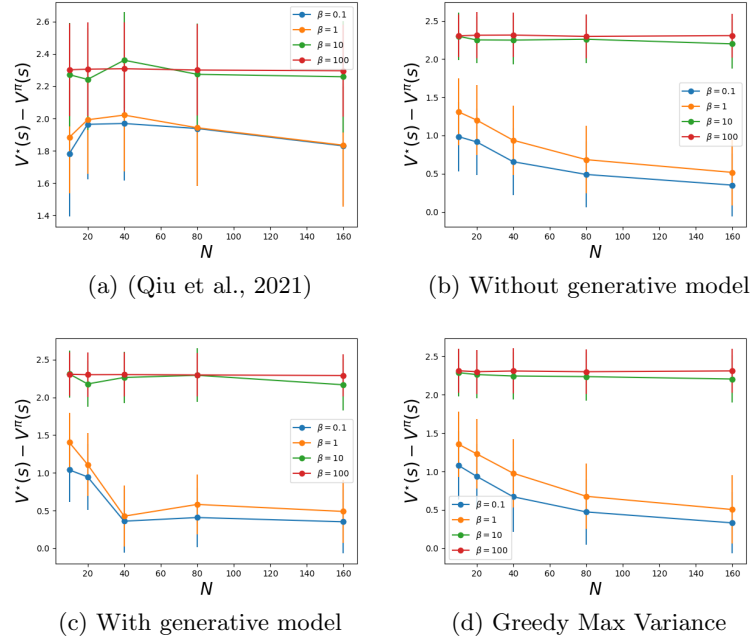 2.6
2.4
2.2
2.0
1.8
1.6
1.4
V*(s) − V^π(s)
β = 0.1
β = 1
β = 10
β = 100
20 40 60 80 100 120 140 160
N
(a) (Qiu et al., 2021)
2.5
2.0
1.5
1.0
0.5
0.0
V*(s) − V^π(s)
β = 0.1
β = 1
β = 10
β = 100
20 40 60 80 100 120 140 160
N
(b) Without generative model
2.5
2.0
1.5
1.0
0.5
0.0
V*(s) − V^π(s)
β = 0.1
β = 1
β = 10
β = 100
20 40 60 80 100 120 140 160
N
(c) With generative model
2.5
2.0
1.5
1.0
0.5
0.0
V*(s) − V^π(s)
β = 0.1
β = 1
β = 10
β = 100
20 40 60 80 100 120 140 160
N
(d) Greedy Max Variance